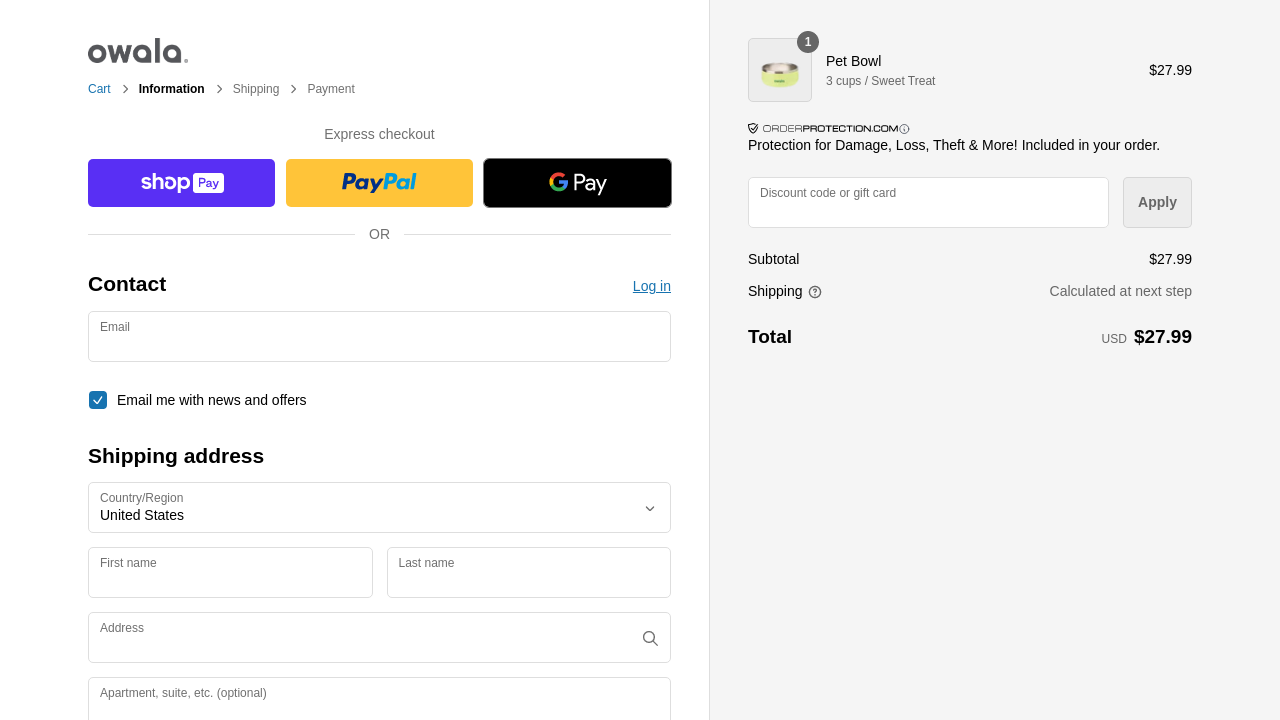 owala.
Cart > Information > Shipping > Payment
Express checkout
shop Pay
PayPal
G Pay
OR
Contact
Log in
Email
Email me with news and offers
Shipping address
Country/Region
United States
First name
Last name
Address
Apartment, suite, etc. (optional)
1
Pet Bowl
3 cups / Sweet Treat
$27.99
ORDERPROTECTION.COM
Protection for Damage, Loss, Theft & More! Included in your order.
Discount code or gift card
Apply
Subtotal
$27.99
Shipping
Calculated at next step
Total
USD $27.99